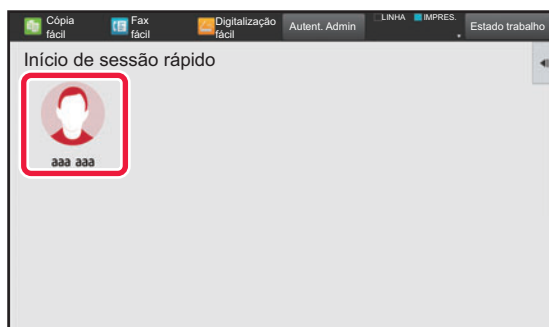 Cópia fácil
Fax fácil
Digitalização fácil
Autent. Admin
LINHA
IMPRES.
Estado trabalho
Início de sessão rápido
aaa aaa